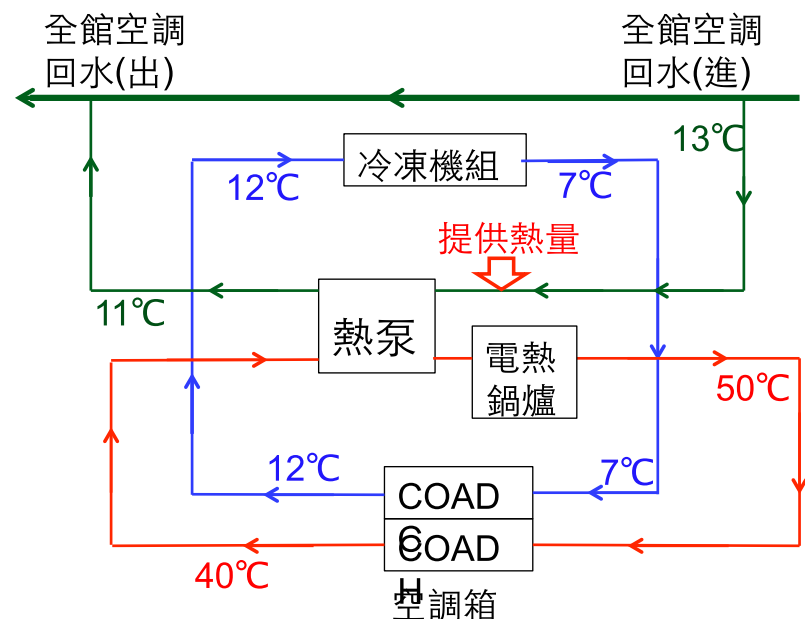 全館空調
回水(出)
全館空調
回水(進)
13℃
冷凍機組
12℃
7℃
提供熱量
11℃
熱泵
電熱
鍋爐
50℃
12℃
7℃
COAD
C
COAD
H
40℃
空調箱